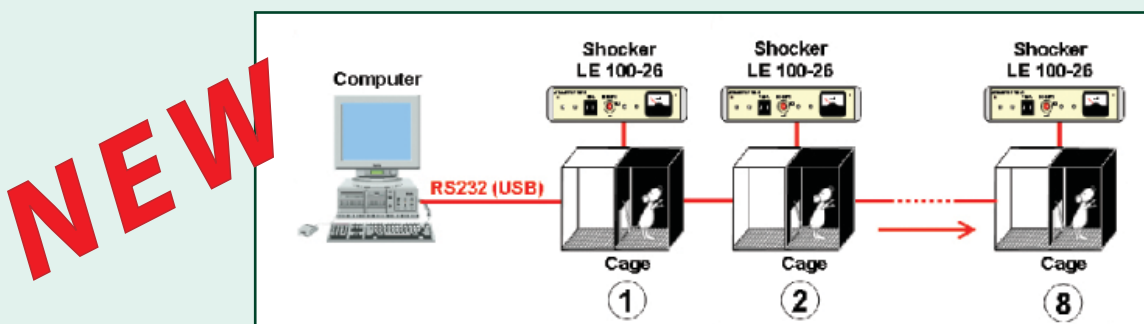 NEW
Computer
RS232 (USB)
Shocker
LE 100-26
Cage
1
Shocker
LE 100-26
Cage
2
Shocker
LE 100-26
Cage
8